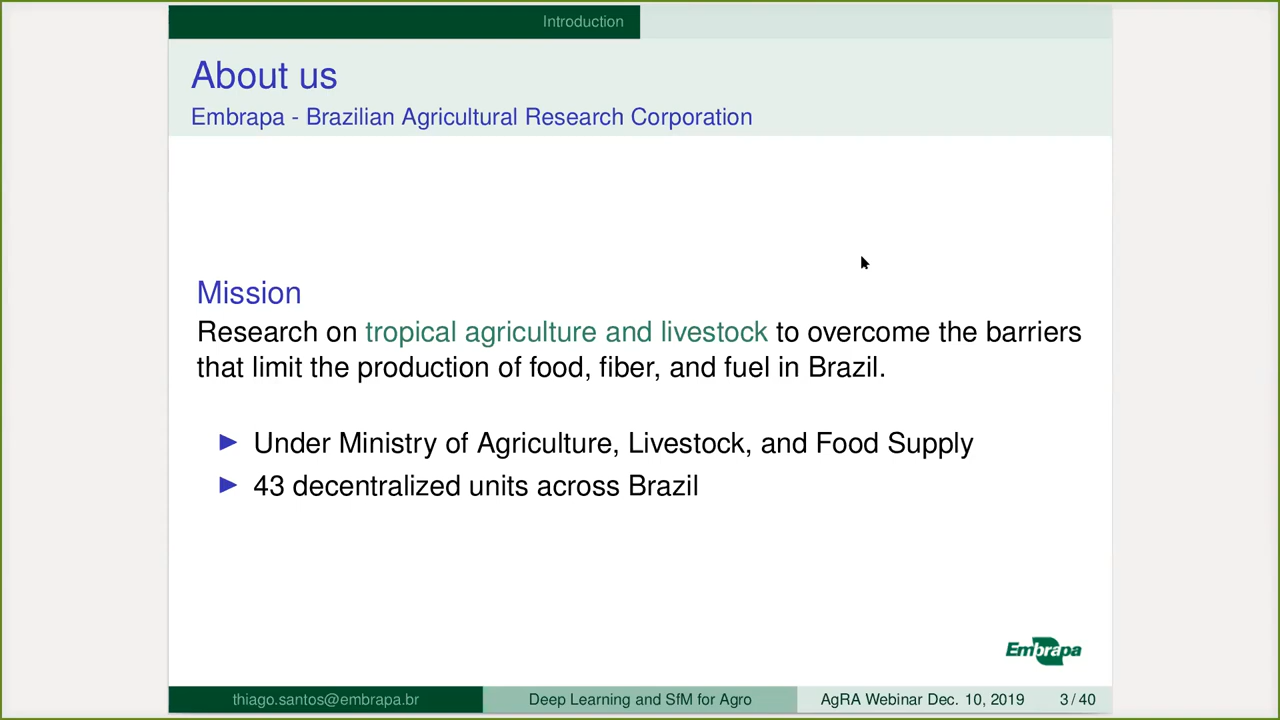 Introduction
About us
Embrapa - Brazilian Agricultural Research Corporation
Mission
Research on tropical agriculture and livestock to overcome the barriers
that limit the production of food, fiber, and fuel in Brazil.
Under Ministry of Agriculture, Livestock, and Food Supply
43 decentralized units across Brazil
Embrapa
thiago.santos@embrapa.br Deep Learning and SfM for Agro AgRA Webinar Dec. 10, 2019 3 / 40